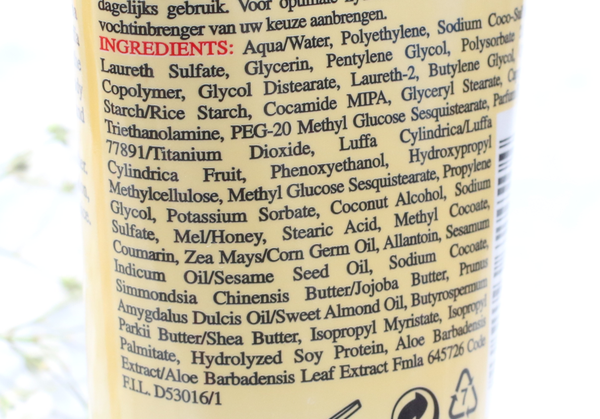 dagelijks gebruik. Voor
vochtinbrenger van uw keuze aanbrengen.
INGREDIENTS: Aqua/Water, Polyethylene, Sodium
Laureth Sulfate, Glycerin, Pentylene Glycol, Polysorbate
Copolymer, Glycol Distearate, Laureth-2, Butylene Glycol,
Starch/Rice Starch, Cocamide MIPA, Glyceryl Stearate,
Triethanolamine, PEG-20 Methyl Glucose Sesquistearate,
77891/Titanium Dioxide, Luffa Cylindrica/Luffa
Cylindrica Fruit, Phenoxyethanol, Hydroxypropyl
Methylcellulose, Methyl Glucose Sesquistearate, Propylene
Glycol, Potassium Sorbate, Coconut Alcohol, Sodium
Sulfate, Mel/Honey, Stearic Acid, Methyl Cocoate,
Coumarin, Zea Mays/Corn Germ Oil, Allantoin, Sesamum
Indicum Oil/Sesame Seed Oil, Sodium Cocoate,
Simmondsia Chinensis Butter/Jojoba Butter, Prunus
Amygdalus Dulcis Oil/Sweet Almond Oil, Butyrospermum
Parkii Butter/Shea Butter, Isopropyl Myristate, Isopropyl
Palmitate, Hydrolyzed Soy Protein, Aloe Barbadensis
Extract/Aloe Barbadensis Leaf Extract Fmla 645726 Code
F.I.L. D53016/1
7